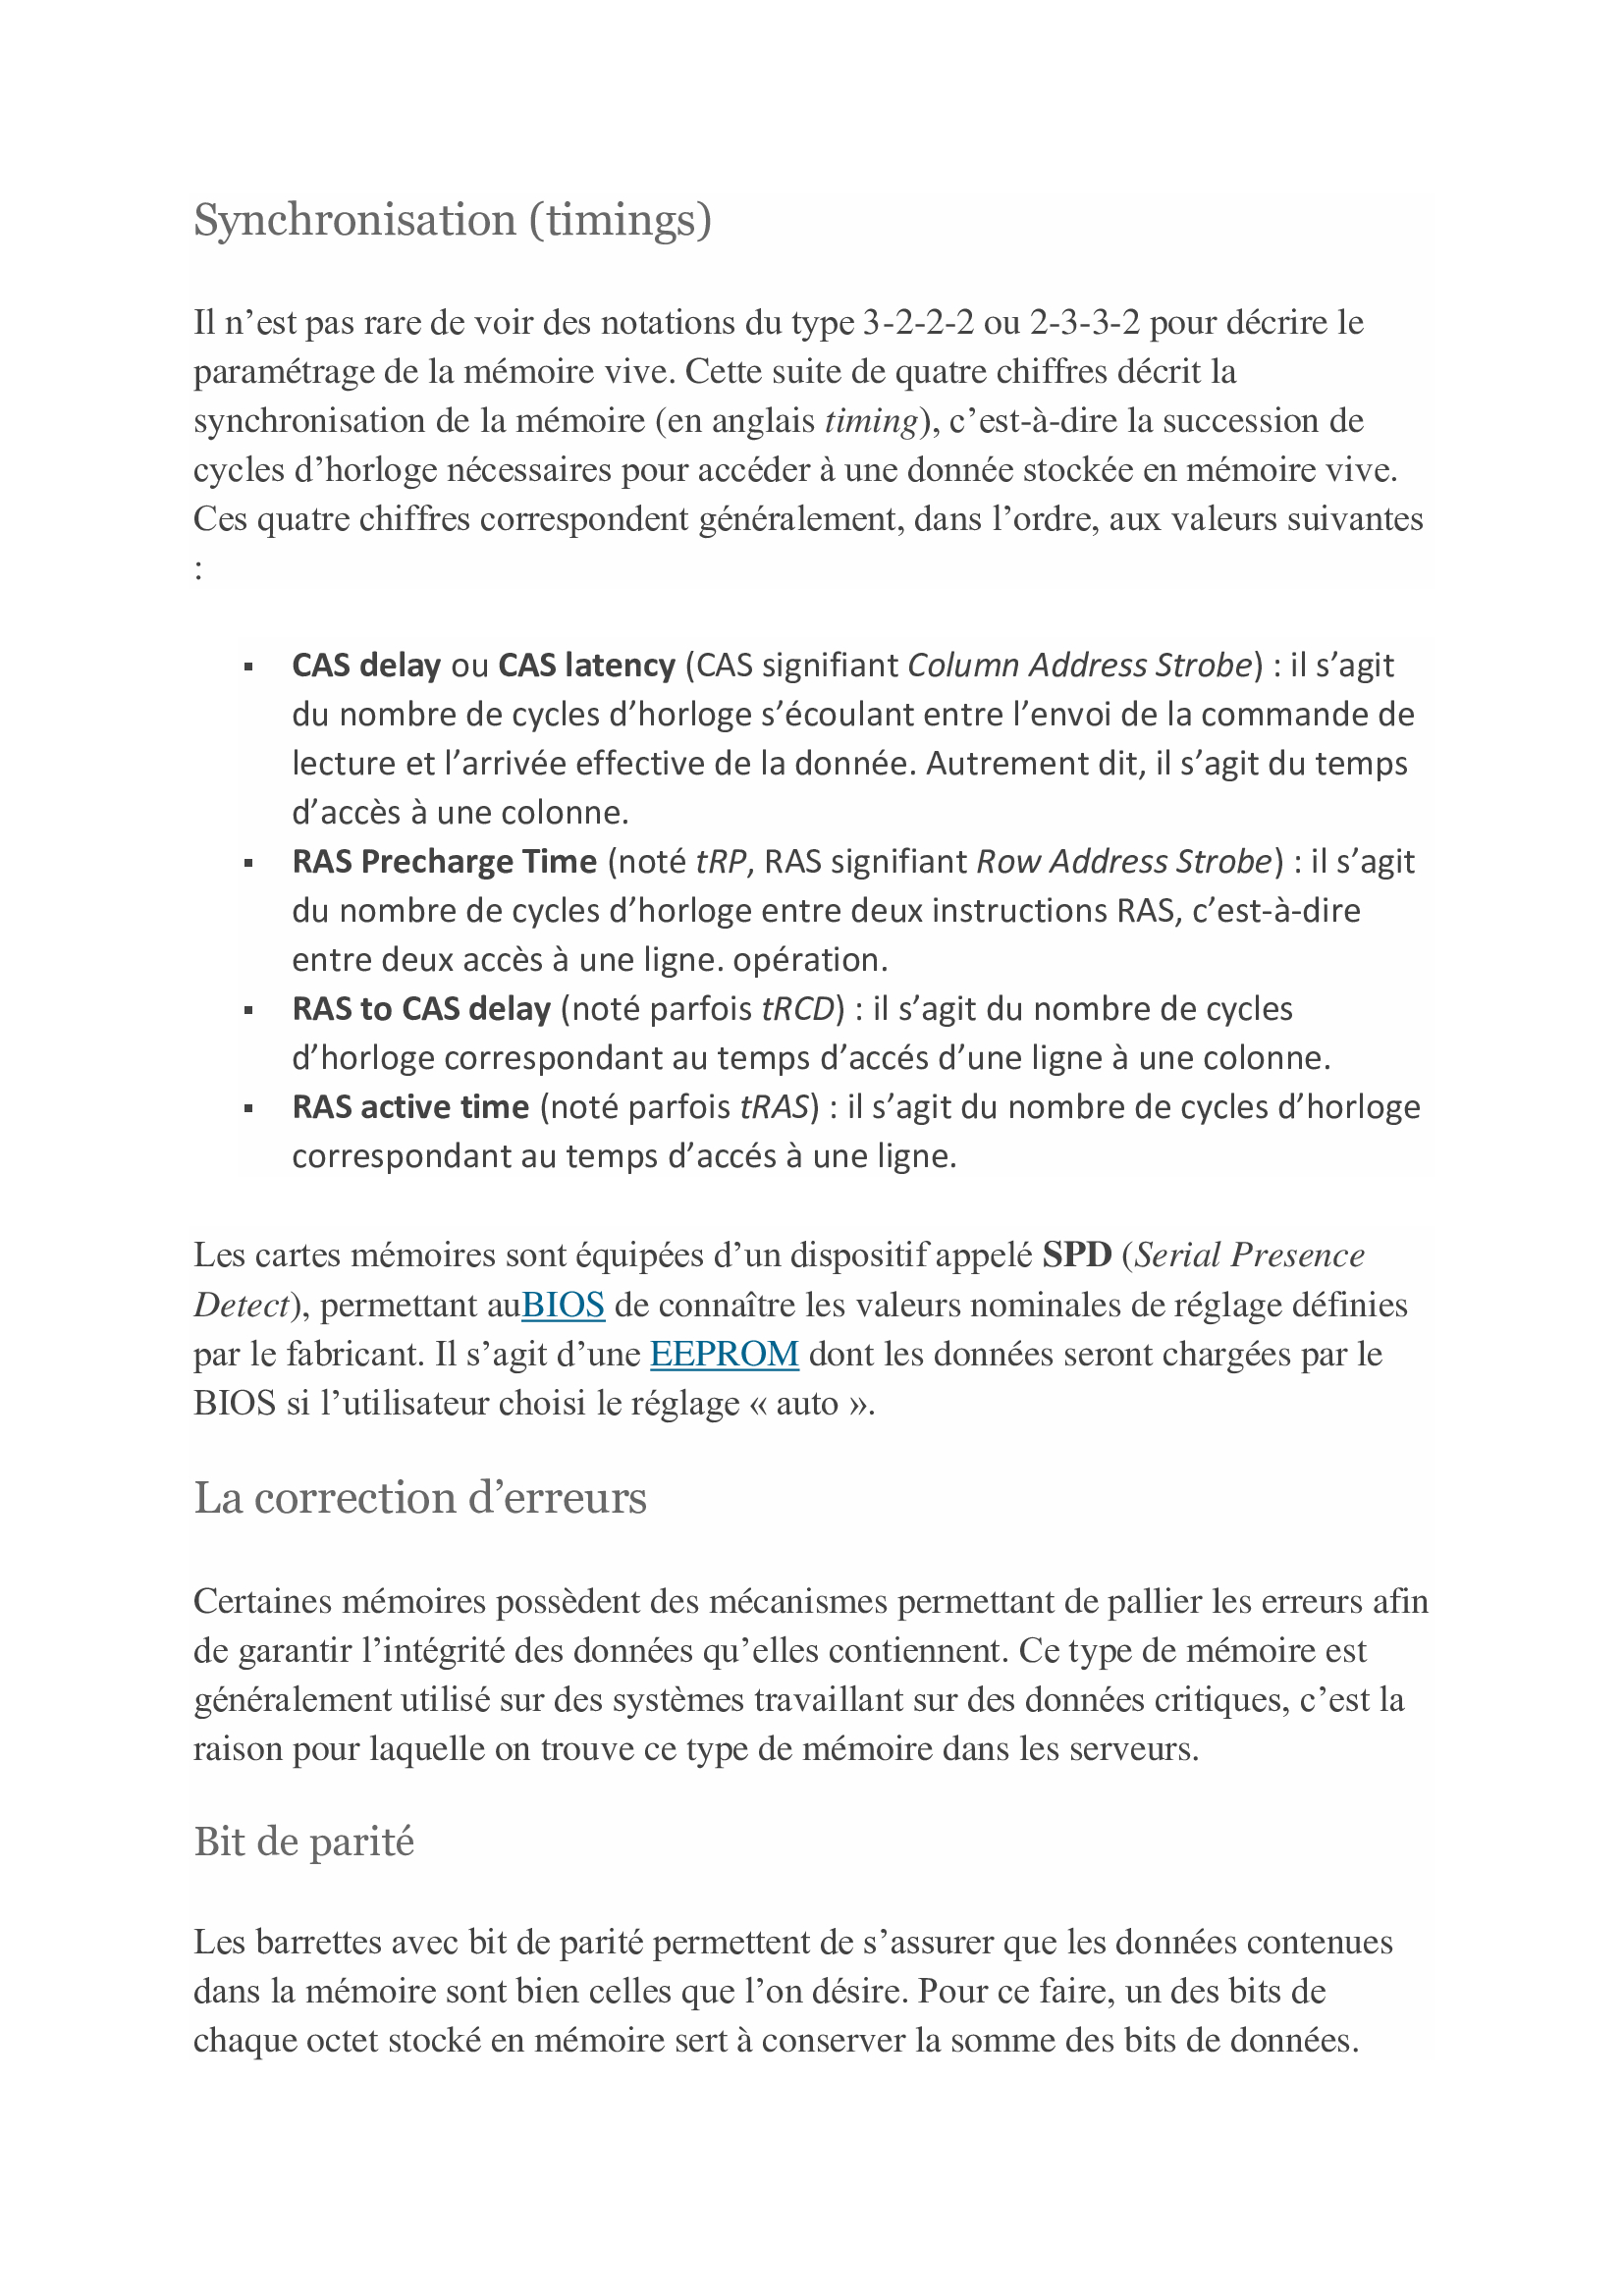 Synchronisation (timings)
Il n’est pas rare de voir des notations du type 3-2-2-2 ou 2-3-3-2 pour décrire le
paramétrage de la mémoire vive. Cette suite de quatre chiffres décrit la
synchronisation de la mémoire (en anglais timing), c’est-à-dire la succession de
cycles d’horloge nécessaires pour accéder à une donnée stockée en mémoire vive.
Ces quatre chiffres correspondent généralement, dans l’ordre, aux valeurs suivantes
:
▪ CAS delay ou CAS latency (CAS signifiant Column Address Strobe) : il s’agit
du nombre de cycles d’horloge s’écoulant entre l’envoi de la commande de
lecture et l’arrivée effective de la donnée. Autrement dit, il s’agit du temps
d’accès à une colonne.
▪ RAS Precharge Time (noté tRP, RAS signifiant Row Address Strobe) : il s’agit
du nombre de cycles d’horloge entre deux instructions RAS, c’est-à-dire
entre deux accès à une ligne. opération.
▪ RAS to CAS delay (noté parfois tRCD) : il s’agit du nombre de cycles
d’horloge correspondant au temps d’accés d’une ligne à une colonne.
▪ RAS active time (noté parfois tRAS) : il s’agit du nombre de cycles d’horloge
correspondant au temps d’accés à une ligne.
Les cartes mémoires sont équipées d’un dispositif appelé SPD (Serial Presence
Detect), permettant auBIOS de connaître les valeurs nominales de réglage définies
par le fabricant. Il s’agit d’une EEPROM dont les données seront chargées par le
BIOS si l’utilisateur choisi le réglage « auto ».
La correction d’erreurs
Certaines mémoires possèdent des mécanismes permettant de pallier les erreurs afin
de garantir l’intégrité des données qu’elles contiennent. Ce type de mémoire est
généralement utilisé sur des systèmes travaillant sur des données critiques, c’est la
raison pour laquelle on trouve ce type de mémoire dans les serveurs.
Bit de parité
Les barrettes avec bit de parité permettent de s’assurer que les données contenues
dans la mémoire sont bien celles que l’on désire. Pour ce faire, un des bits de
chaque octet stocké en mémoire sert à conserver la somme des bits de données.